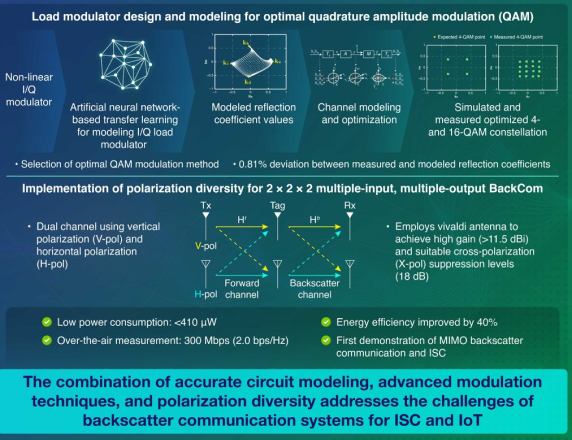 Load modulator design and modeling for optimal quadrature amplitude modulation (QAM)
Non-linear
I/Q
modulator
Artificial neural network-
based transfer learning
for modeling I/Q load
modulator
Modeled reflection
coefficient values
Channel modeling
and optimization
Expected 4-QAM point
Measured 4-QAM point
Simulated and
measured optimized 4-
and 16-QAM constellation
• Selection of optimal QAM modulation method • 0.81% deviation between measured and modeled reflection coefficients
Implementation of polarization diversity for 2 × 2 × 2 multiple-input, multiple-output BackCom
• Dual channel using vertical
polarization (V-pol) and
horizontal polarization
(H-pol)
Tx Tag Rx
V-pol
H-pol
Forward
channel
Backscatter
channel
• Employs vivaldi antenna to
achieve high gain (>11.5 dBi)
and suitable cross-polarization
(X-pol) suppression levels
(18 dB)
Low power consumption: <410 µW
Over-the-air measurement: 300 Mbps (2.0 bps/Hz)
Energy efficiency improved by 40%
First demonstration of MIMO backscatter
communication and ISC
The combination of accurate circuit modeling, advanced modulation
techniques, and polarization diversity addresses the challenges of
backscatter communication systems for ISC and IoT